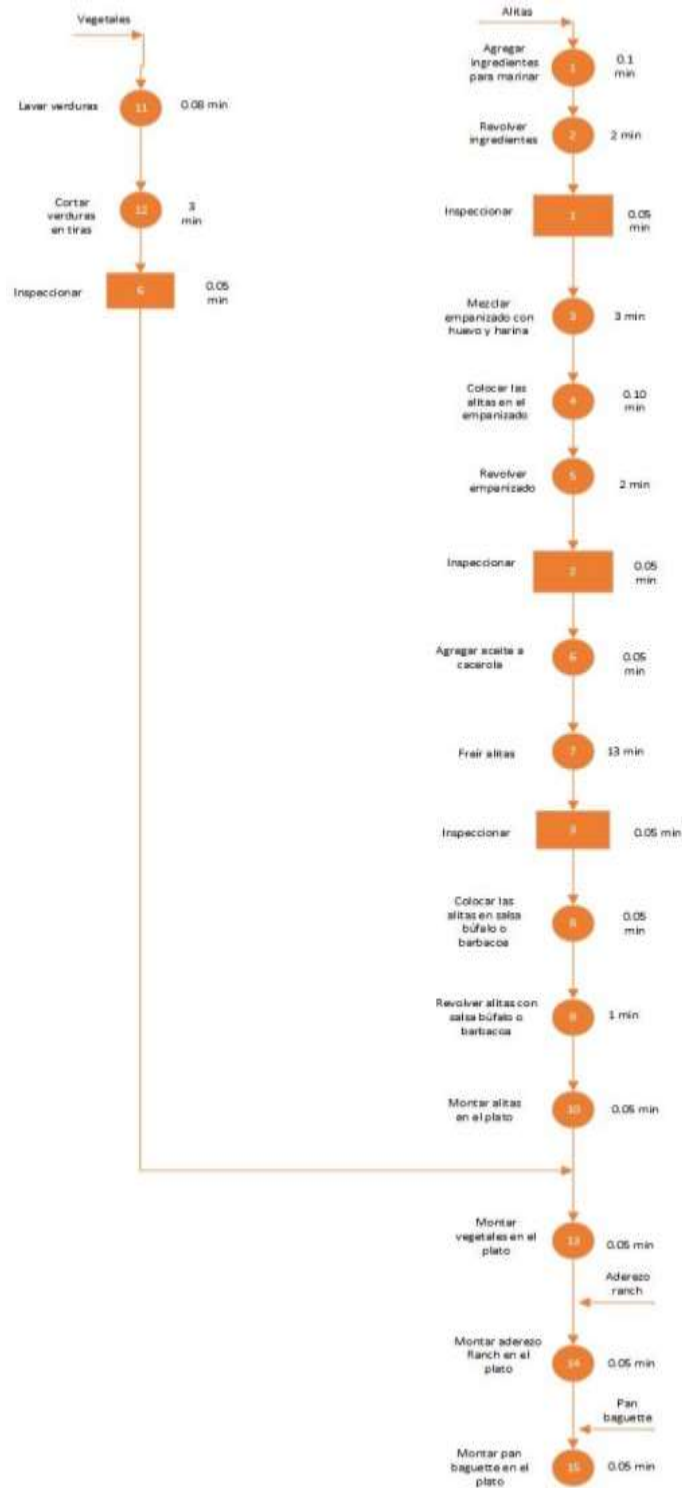 Vegetales
Lavar verduras
11
0.08 min
Cortar
verduras
en tiras
12
3
min
Inspeccionar
6
0.05
min
Alitas
Agregar
ingredientes
para marinar
1
0.1
min
Revolver
ingredientes
2
2 min
Inspeccionar
1
0.05
min
Mezclar
empanizado con
huevo y harina
3
3 min
Colocar las
alitas en el
empanizado
4
0.10
min
Revolver
empanizado
5
2 min
Inspeccionar
2
0.05
min
Agregar aceite a
cacerola
6
0.05
min
Freír alitas
7
13 min
Inspeccionar
3
0.05 min
Colocar las
alitas en salsa
búfalo o
barbacoa
8
0.05
min
Revolver alitas con
salsa búfalo o
barbacoa
9
1 min
Montar alitas
en el plato
10
0.05 min
Montar
vegetales en el
plato
13
0.05 min
Aderezo
ranch
Montar aderezo
Ranch en el
plato
14
0.05 min
Pan
baguette
Montar pan
baguette en el
plato
15
0.05 min